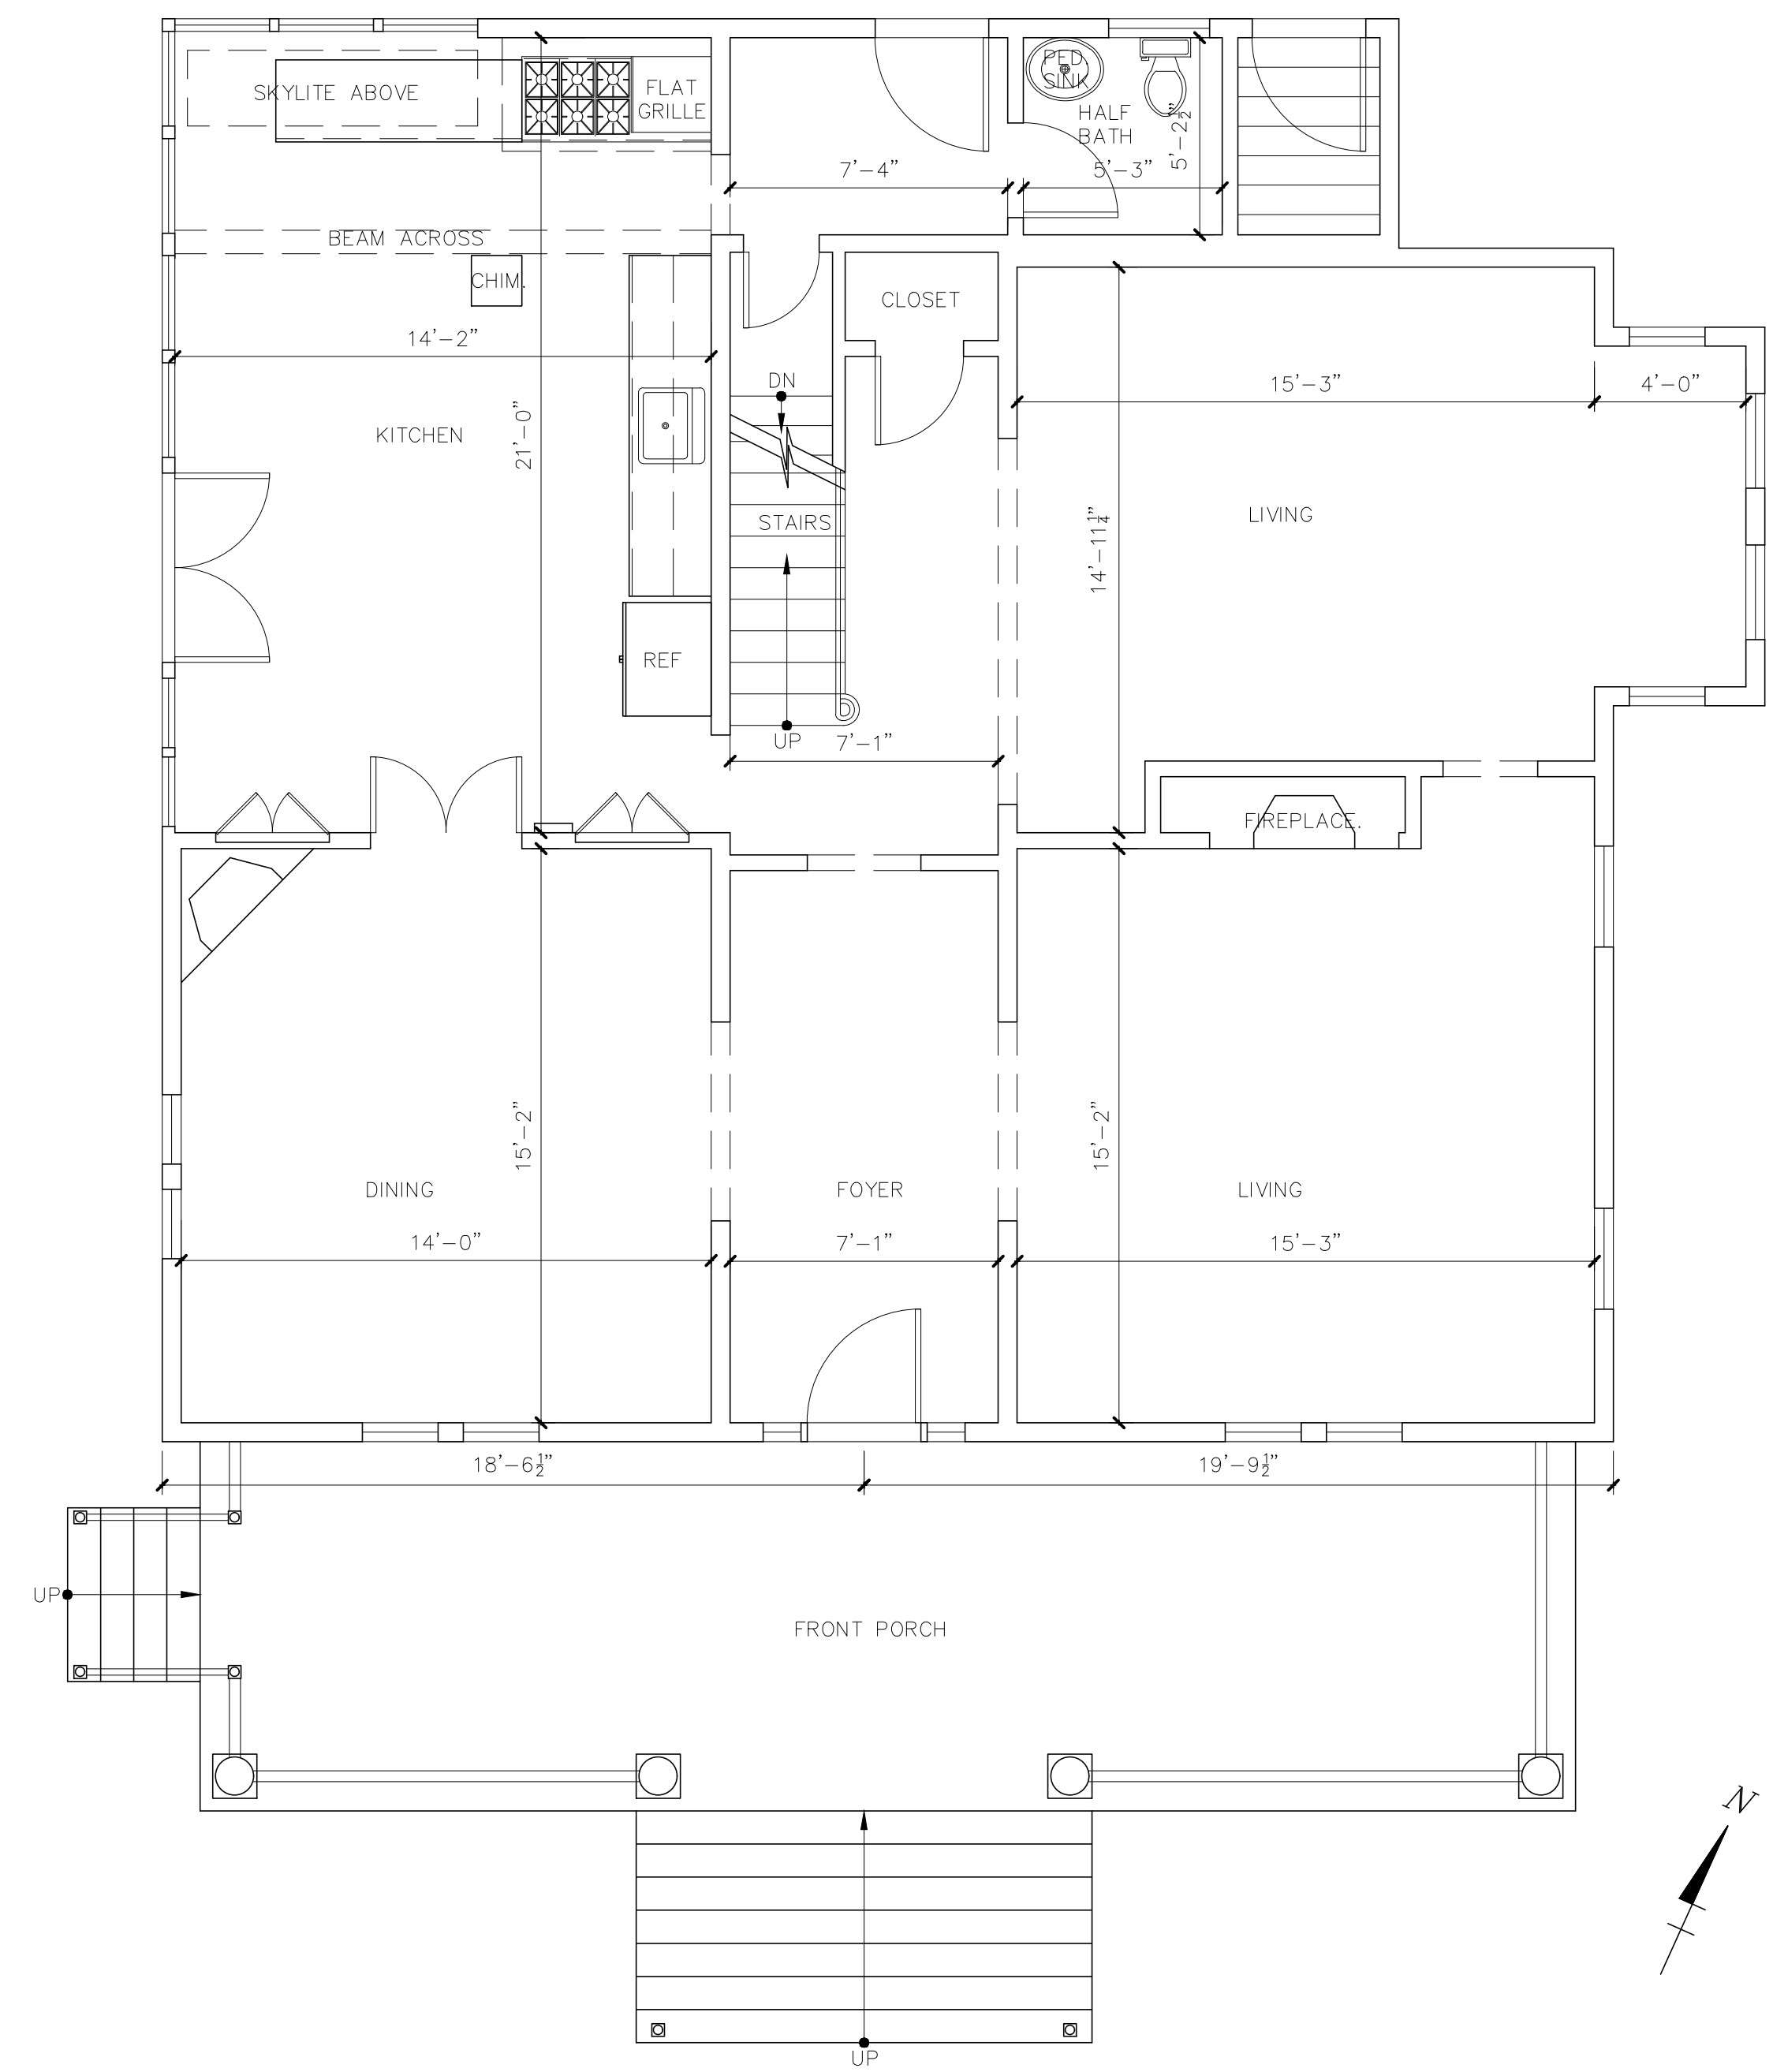 SKYLITE ABOVE
FLAT
GRILLE
PED
SINK
HALF
BATH
5'-2½"
7'-4"
5'-3"
BEAM ACROSS
CHIM.
CLOSET
14'-2"
DN
15'-3"
4'-0"
KITCHEN
21'-0"
STAIRS
14'-11¼"
LIVING
REF
UP
7'-1"
FIREPLACE.
15'-2"
15'-2"
DINING
FOYER
LIVING
14'-0"
7'-1"
15'-3"
18'-6½"
19'-9½"
UP
FRONT PORCH
N
UP